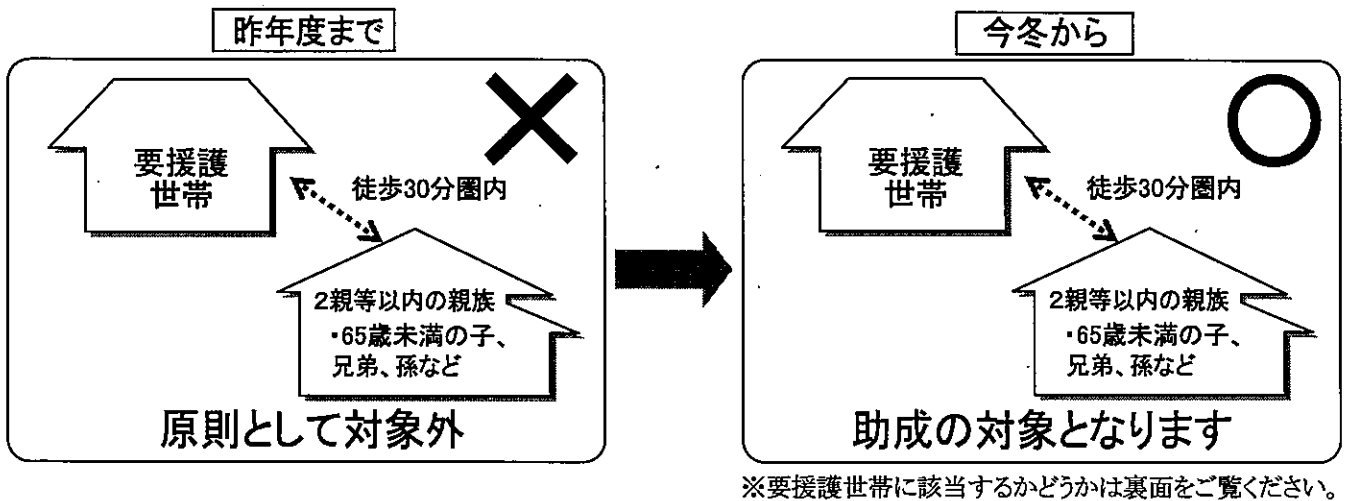 昨年度まで
要援護
世帯
徒歩30分圏内
2親等以内の親族
・65歳未満の子、
兄弟、孫など
原則として対象外
今冬から
要援護
世帯
徒歩30分圏内
2親等以内の親族
・65歳未満の子、
兄弟、孫など
助成の対象となります
※要援護世帯に該当するかどうかは裏面をご覧ください。